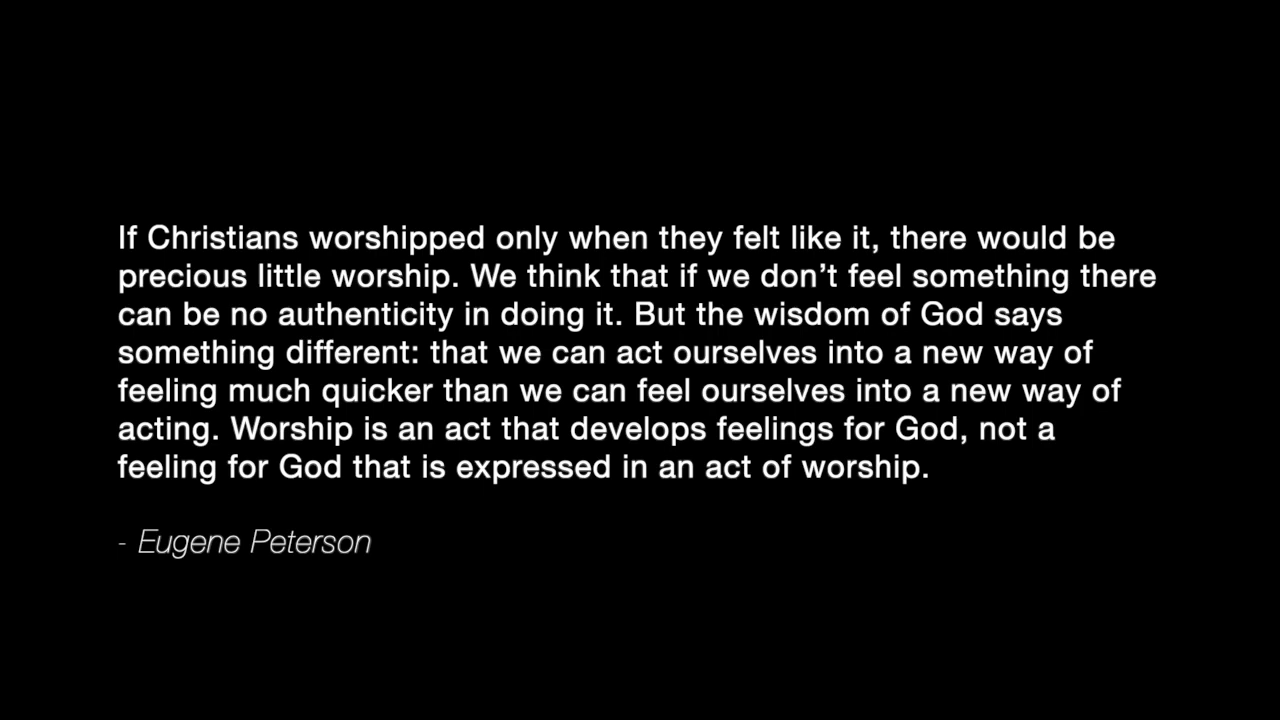 If Christians worshipped only when they felt like it, there would be
precious little worship. We think that if we don’t feel something there
can be no authenticity in doing it. But the wisdom of God says
something different: that we can act ourselves into a new way of
feeling much quicker than we can feel ourselves into a new way of
acting. Worship is an act that develops feelings for God, not a
feeling for God that is expressed in an act of worship.
- Eugene Peterson